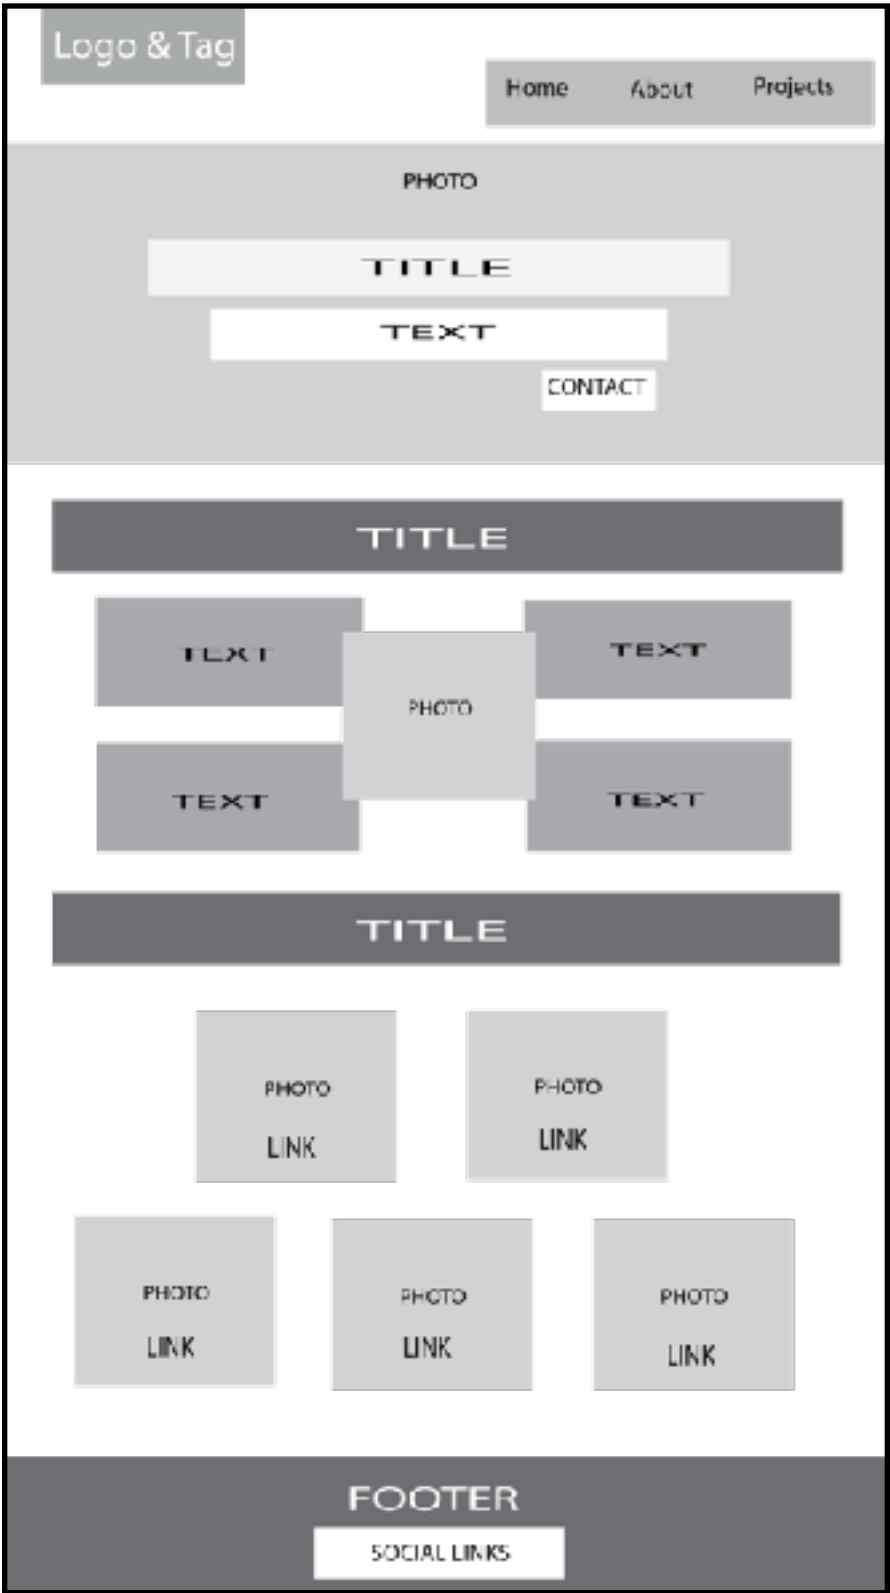 Logo & Tag
Home About Projects
PHOTO
TITLE
TEXT
CONTACT
TITLE
TEXT TEXT
PHOTO
TEXT TEXT
TITLE
PHOTO PHOTO
LINK LINK
PHOTO PHOTO PHOTO
LINK LINK LINK
FOOTER
SOCIAL LINKS